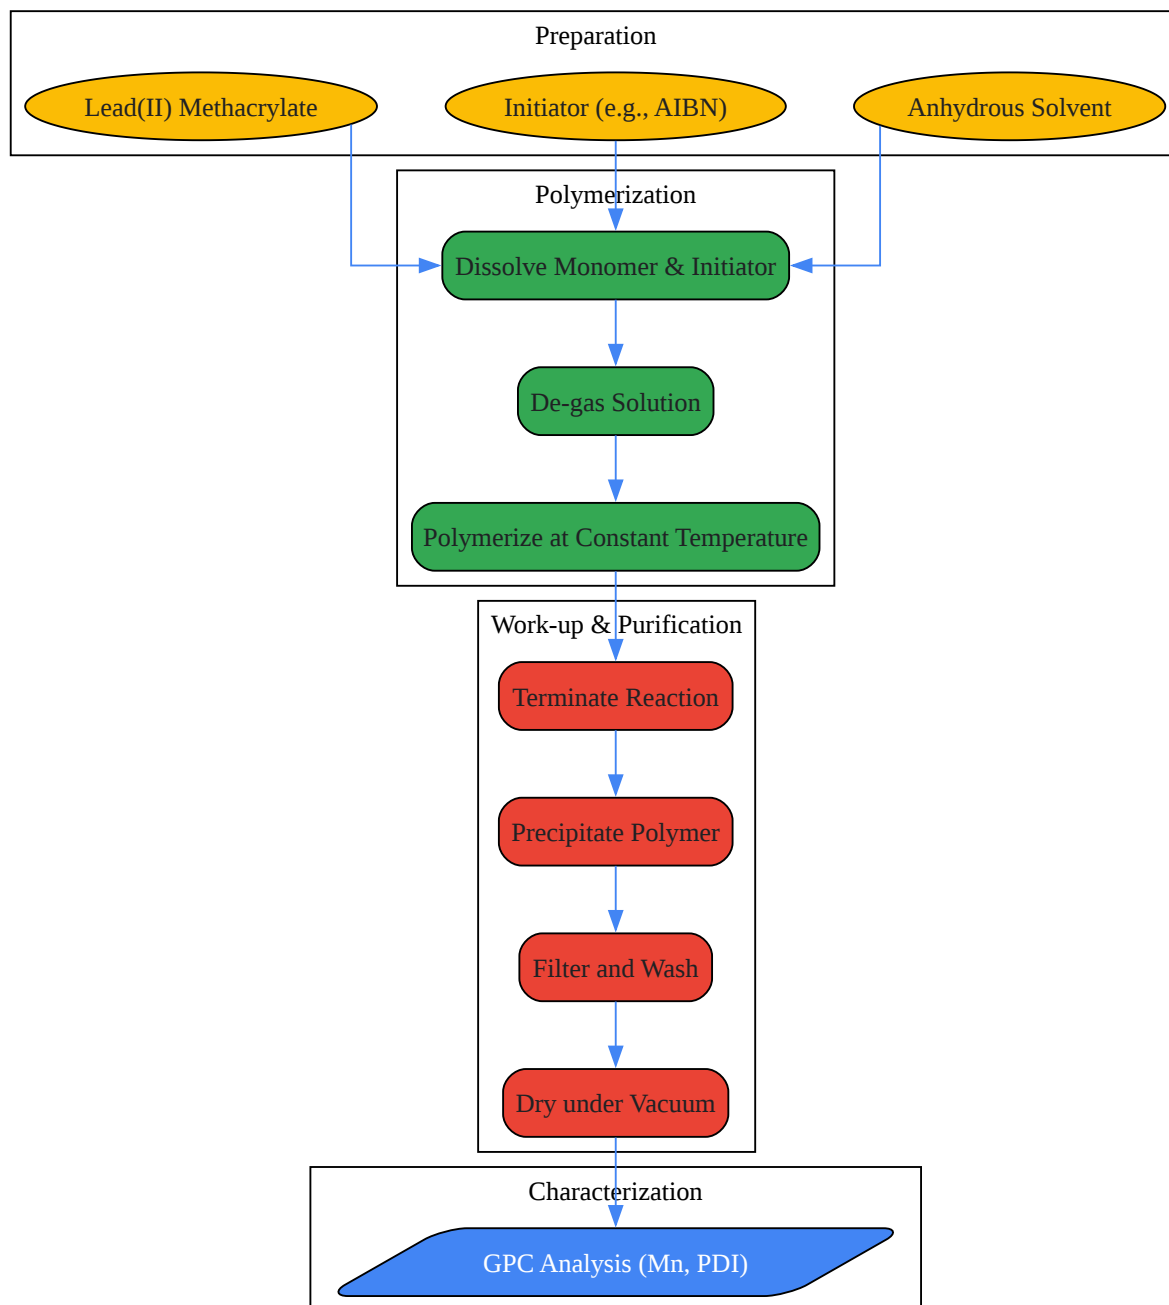 Preparation
Lead(II) Methacrylate
Initiator (e.g., AIBN)
Anhydrous Solvent
Polymerization
Dissolve Monomer & Initiator
De-gas Solution
Polymerize at Constant Temperature
Work-up & Purification
Terminate Reaction
Precipitate Polymer
Filter and Wash
Dry under Vacuum
Characterization
GPC Analysis (Mn, PDI)